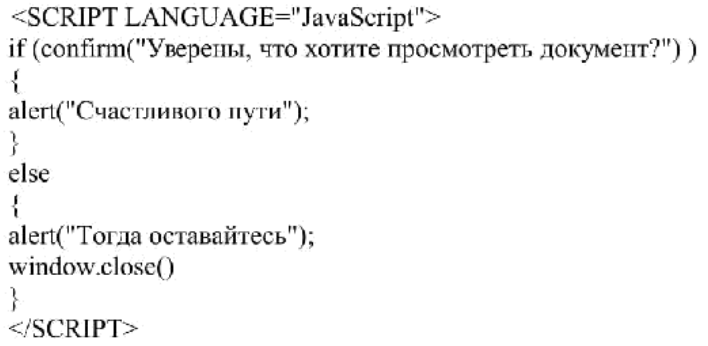 <SCRIPT LANGUAGE="JavaScript">
if (confirm("Уверены, что хотите просмотреть документ?") )
{
alert("Счастливого пути");
}
else
{
alert("Тогда оставайтесь");
window.close()
}
</SCRIPT>